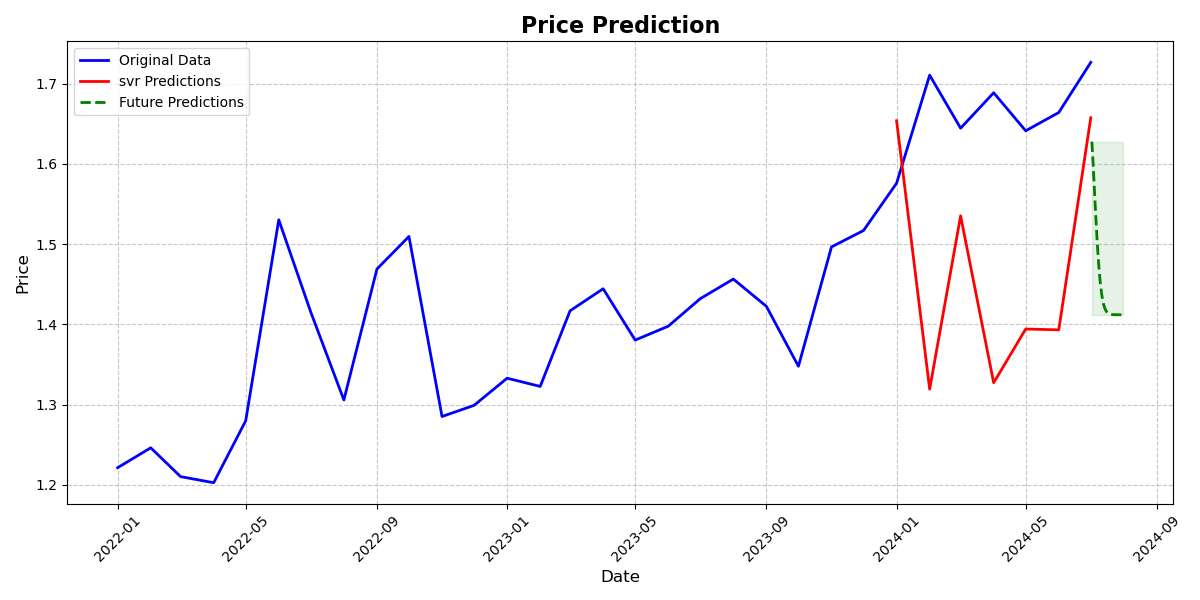 Price Prediction
Original Data
svr Predictions
Future Predictions
Price
1.7
1.6
1.5
1.4
1.3
1.2
2022-01
2022-05
2022-09
2023-01
2023-05
2023-09
2024-01
2024-05
2024-09
Date